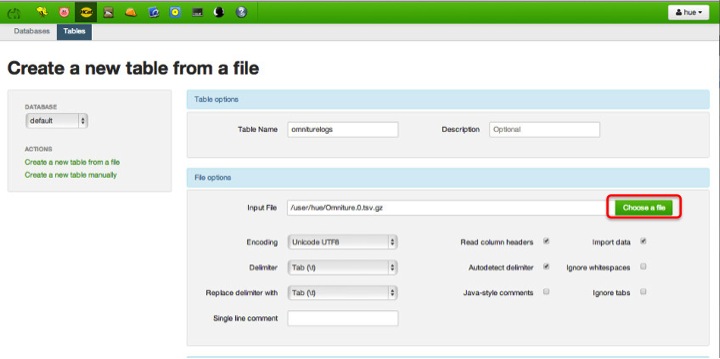 HCat
hue
Databases Tables
Create a new table from a file
DATABASE
default
ACTIONS
Create a new table from a file
Create a new table manually
Table options
Table Name omniturelogs Description Optional
File options
Input File /user/hue/Omniture.0.tsv.gz Choose a file
Encoding Unicode UTF8 Read column headers Import data
Delimiter Tab (\t) Autodetect delimiter Ignore whitespaces
Replace delimiter with Tab (\t) Java-style comments Ignore tabs
Single line comment